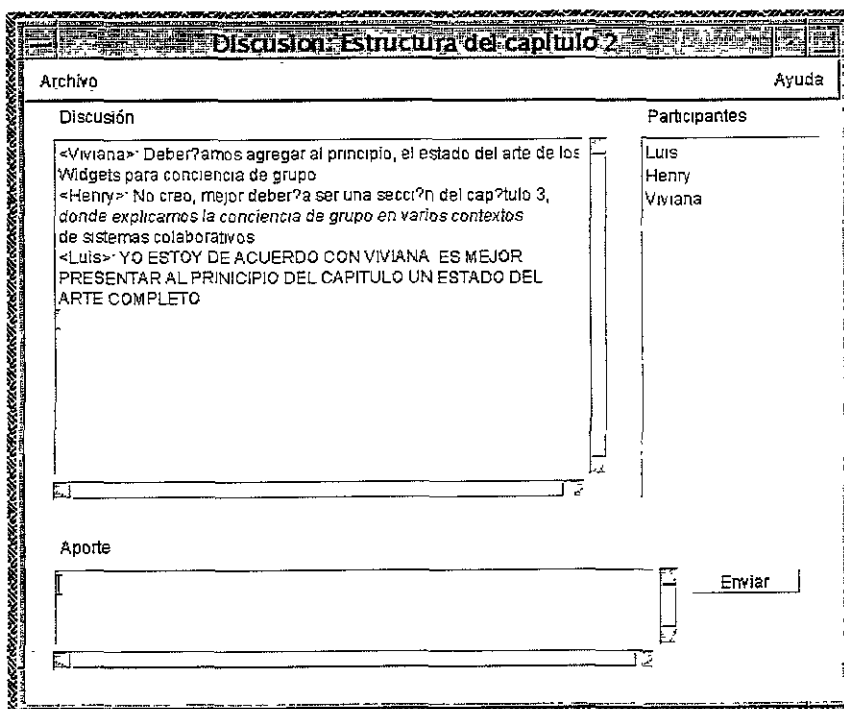 Discusion: Estructura del capítulo 2
Archivo Ayuda
Discusión Participantes
<Viviana>: Deber?amos agregar al principio, el estado del arte de los
Widgets para conciencia de grupo
<Henry>: No creo, mejor deber?a ser una secci?n del cap?tulo 3,
donde explicamos la conciencia de grupo en varios contextos
de sistemas colaborativos
<Luis>: YO ESTOY DE ACUERDO CON VIVIANA ES MEJOR
PRESENTAR AL PRINICIPIO DEL CAPITULO UN ESTADO DEL
ARTE COMPLETO
Luis
Henry
Viviana
Aporte
Enviar